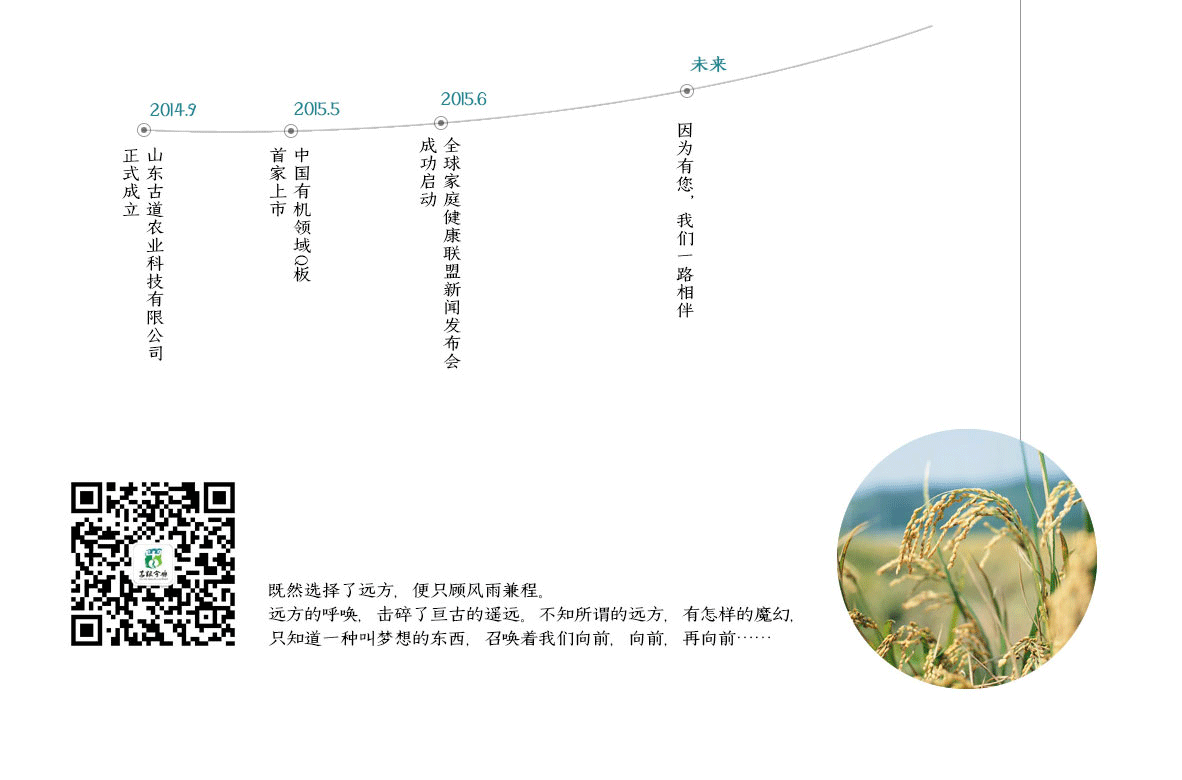 2014.9
山东古道农业科技有限公司
正式成立
2015.5
中国有机领域Q板
首家上市
2015.6
全球家庭健康联盟新闻发布会
成功启动
未来
因为有您，我们一路相伴
既然选择了远方，便只顾风雨兼程。
远方的呼唤，击碎了亘古的遥远。不知所谓的远方，有怎样的魔幻，
只知道一种叫梦想的东西，召唤着我们向前，向前，再向前……